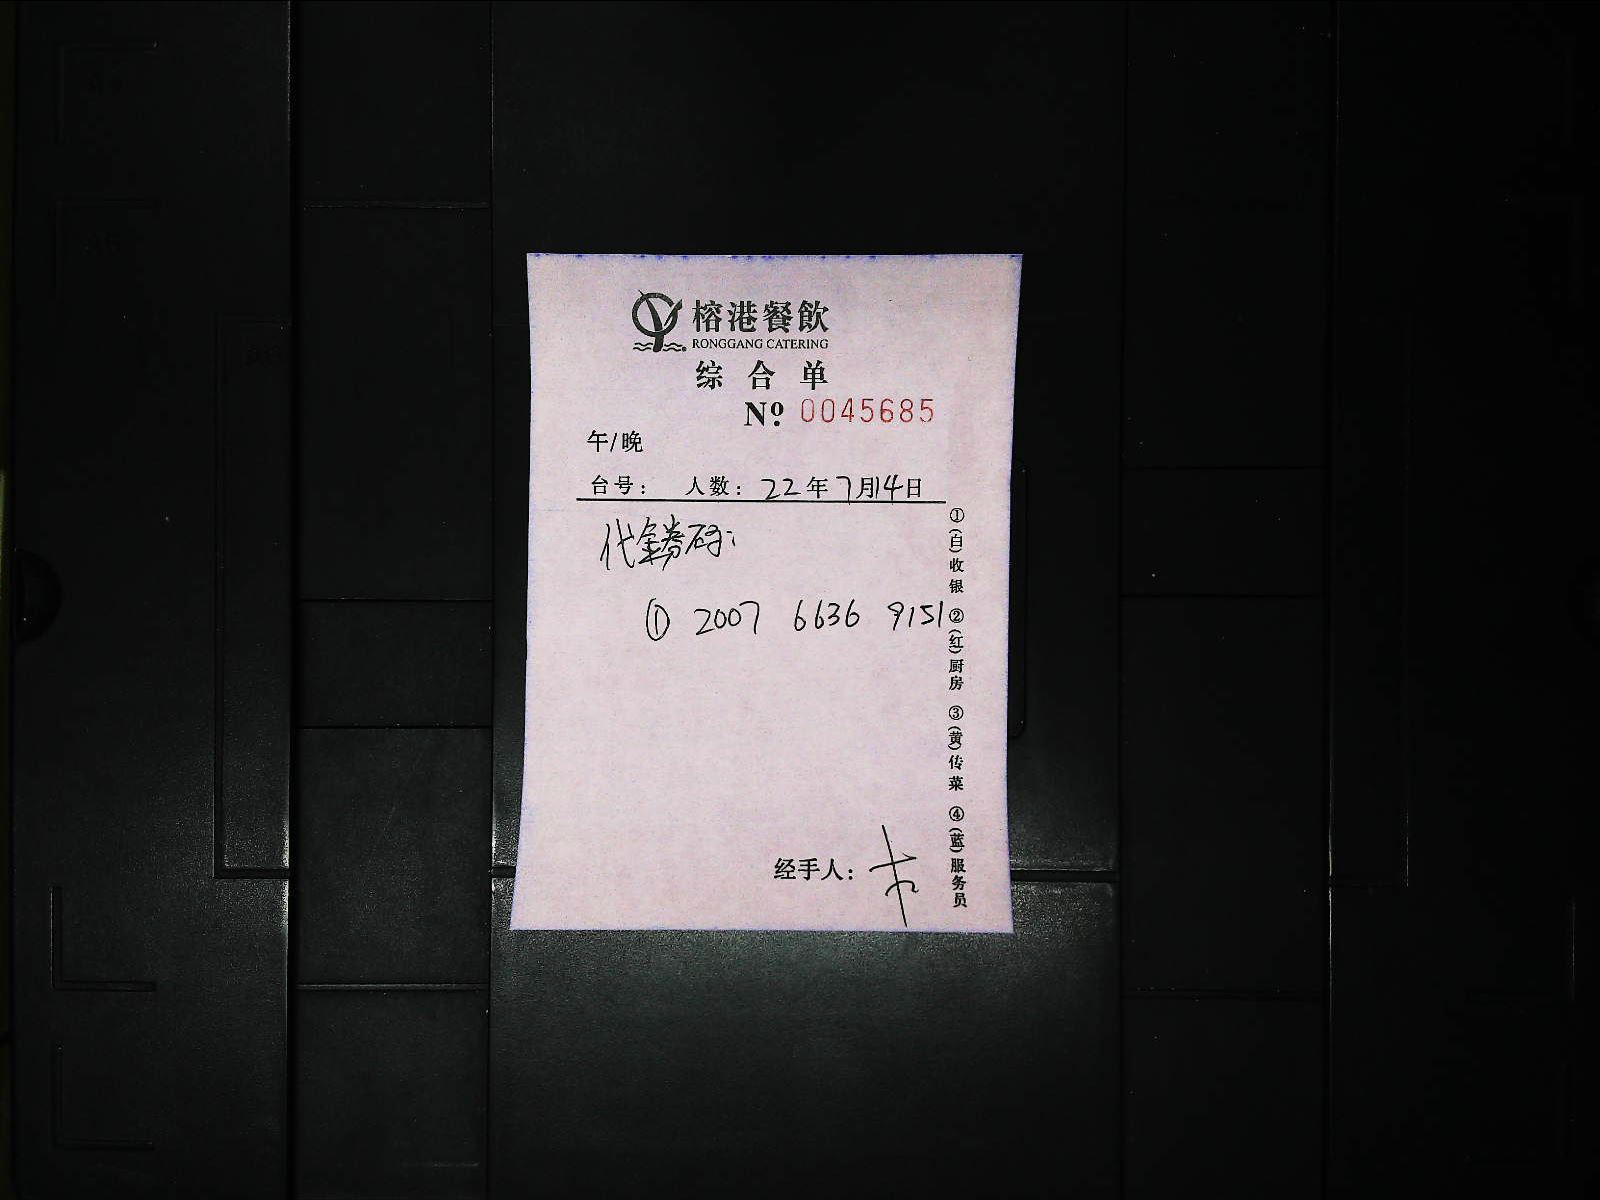 榕港餐飲
RONGGANG CATERING
综合单
Nº. 0045685
午/晚
台号： 人数：22年7月14日
代金券码：
① 2007 6636 9151
经手人：
①(白)收银 ②(红)厨房 ③(黄)传菜 ④(蓝)服务员